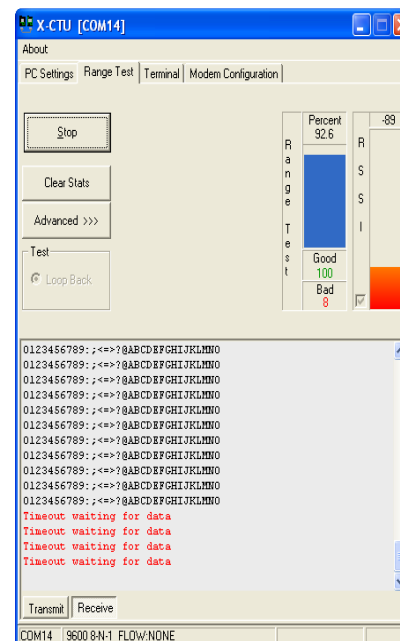 X-CTU [COM14]
About
PC Settings Range Test Terminal Modem Configuration
Stop
Clear Stats
Advanced >>>
Test
Loop Back
Range Test
Percent
92.6
Good
100
Bad
8
RSSI
-89
0123456789:;<=>?@ABCDEFGHIJKLMNO
0123456789:;<=>?@ABCDEFGHIJKLMNO
0123456789:;<=>?@ABCDEFGHIJKLMNO
0123456789:;<=>?@ABCDEFGHIJKLMNO
0123456789:;<=>?@ABCDEFGHIJKLMNO
0123456789:;<=>?@ABCDEFGHIJKLMNO
0123456789:;<=>?@ABCDEFGHIJKLMNO
0123456789:;<=>?@ABCDEFGHIJKLMNO
0123456789:;<=>?@ABCDEFGHIJKLMNO
0123456789:;<=>?@ABCDEFGHIJKLMNO
0123456789:;<=>?@ABCDEFGHIJKLMNO
Timeout waiting for data
Timeout waiting for data
Timeout waiting for data
Timeout waiting for data
Transmit Receive
COM14 9600 8-N-1 FLOW:NONE